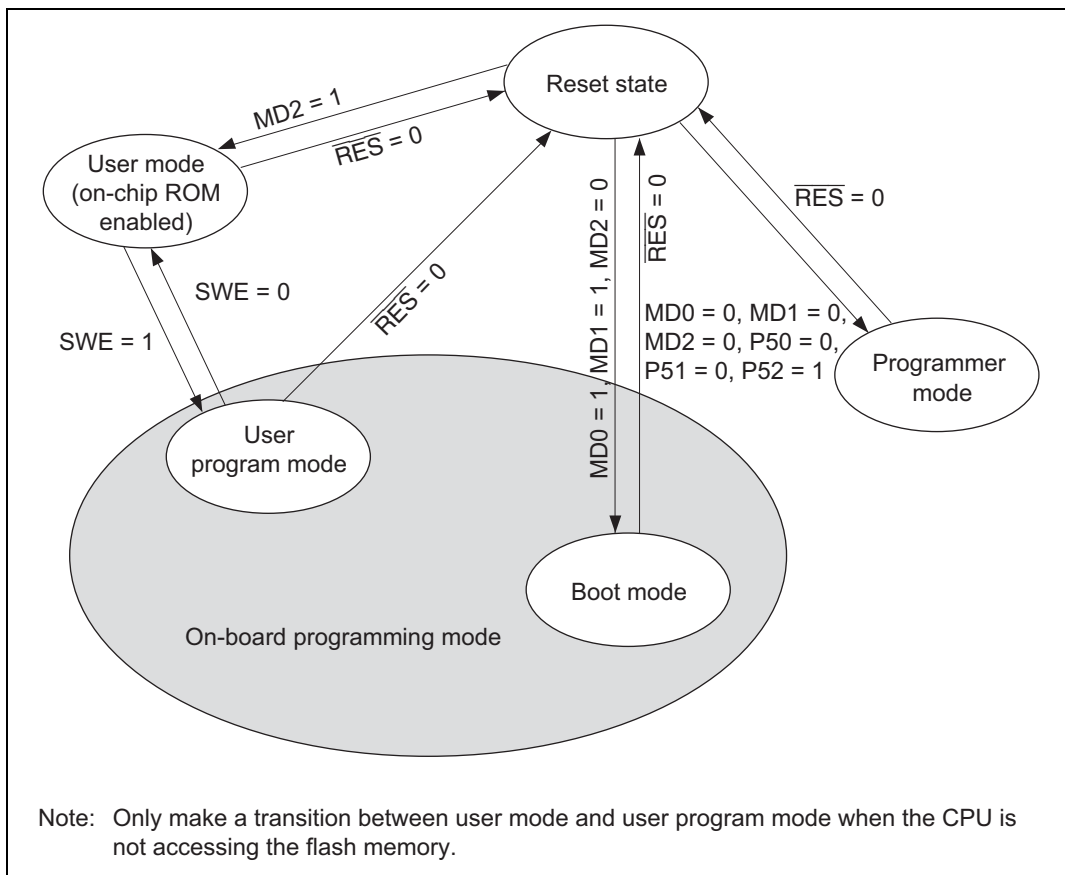 Reset state
MD2 = 1
RES = 0
User mode
(on-chip ROM
enabled)
RES = 0
SWE = 0
SWE = 1
RES = 0
MD0 = 1, MD1 = 1, MD2 = 0
RES = 0
MD0 = 0, MD1 = 0,
MD2 = 0, P50 = 0,
P51 = 0, P52 = 1
Programmer
mode
User
program mode
Boot mode
On-board programming mode
Note: Only make a transition between user mode and user program mode when the CPU is
not accessing the flash memory.